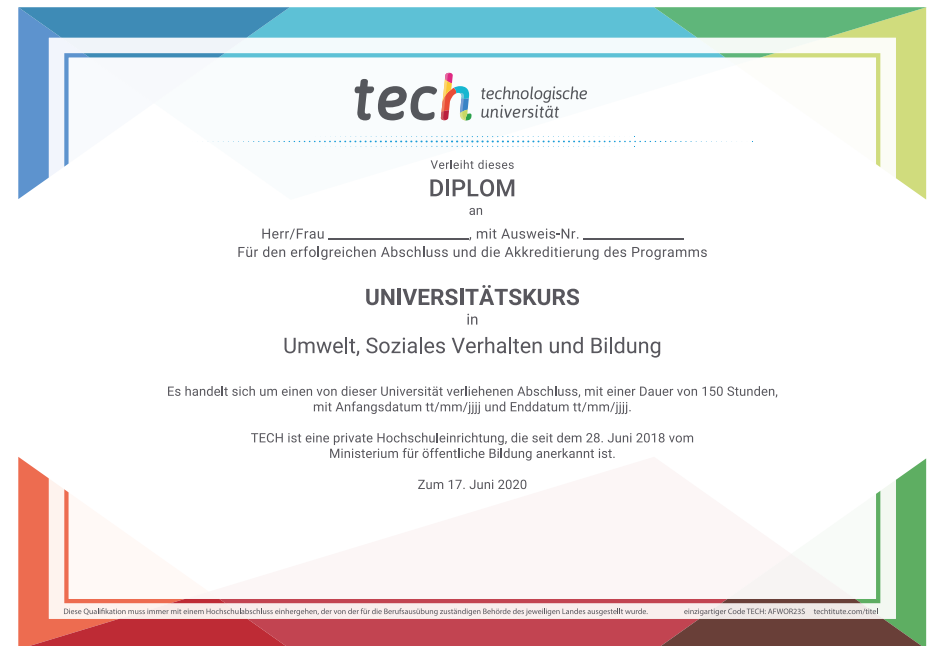 tech technologische
universität
Verleiht dieses
DIPLOM
an
Herr/Frau ____________________, mit Ausweis-Nr. ______________
Für den erfolgreichen Abschluss und die Akkreditierung des Programms
UNIVERSITÄTSKURS
in
Umwelt, Soziales Verhalten und Bildung
Es handelt sich um einen von dieser Universität verliehenen Abschluss, mit einer Dauer von 150 Stunden,
mit Anfangsdatum tt/mm/jjjj und Enddatum tt/mm/jjjj.
TECH ist eine private Hochschuleinrichtung, die seit dem 28. Juni 2018 vom
Ministerium für öffentliche Bildung anerkannt ist.
Zum 17. Juni 2020
Diese Qualifikation muss immer mit einem Hochschulabschluss einhergehen, der von der für die Berufsausübung zuständigen Behörde des jeweiligen Landes ausgestellt wurde. einzigartiger Code TECH: AFWOR23S techtitute.com/titel